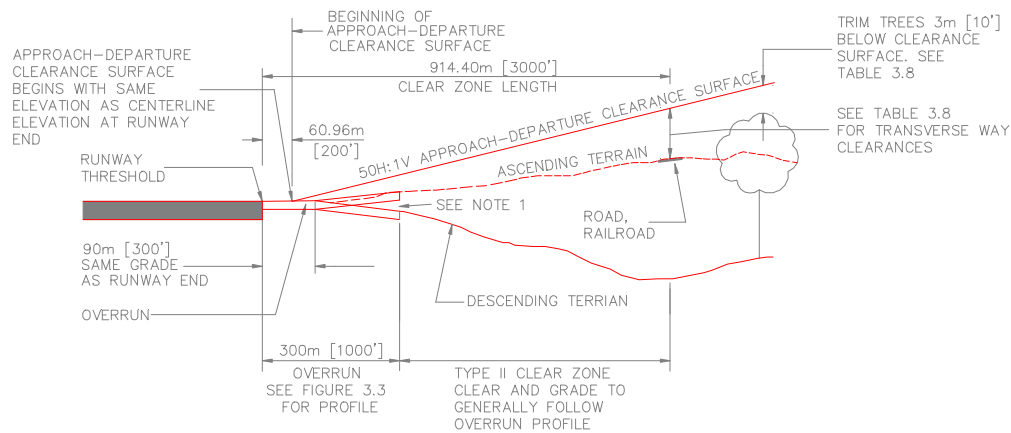 BEGINNING OF
APPROACH-DEPARTURE
CLEARANCE SURFACE
TRIM TREES 3m [10']
BELOW CLEARANCE
SURFACE. SEE
TABLE 3.8
APPROACH-DEPARTURE
CLEARANCE SURFACE
BEGINS WITH SAME
ELEVATION AS CENTERLINE
ELEVATION AT RUNWAY
END
914.40m [3000']
CLEAR ZONE LENGTH
60.96m
[200']
50H:1V APPROACH-DEPARTURE CLEARANCE SURFACE
SEE TABLE 3.8
FOR TRANSVERSE WAY
CLEARANCES
RUNWAY
THRESHOLD
ASCENDING TERRAIN
SEE NOTE 1
ROAD,
RAILROAD
90m [300']
SAME GRADE
AS RUNWAY END
OVERRUN
DESCENDING TERRIAN
300m [1000']
OVERRUN
SEE FIGURE 3.3
FOR PROFILE
TYPE II CLEAR ZONE
CLEAR AND GRADE TO
GENERALLY FOLLOW
OVERRUN PROFILE